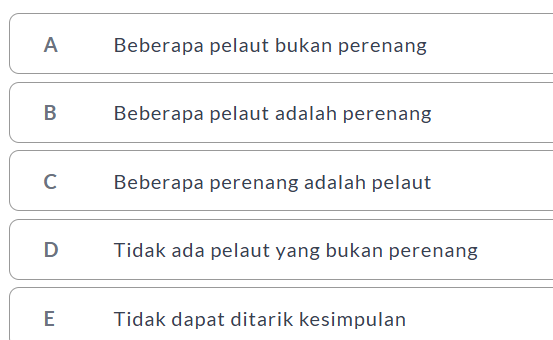 A Beberapa pelaut bukan perenang
B Beberapa pelaut adalah perenang
C Beberapa perenang adalah pelaut
D Tidak ada pelaut yang bukan perenang
E Tidak dapat ditarik kesimpulan